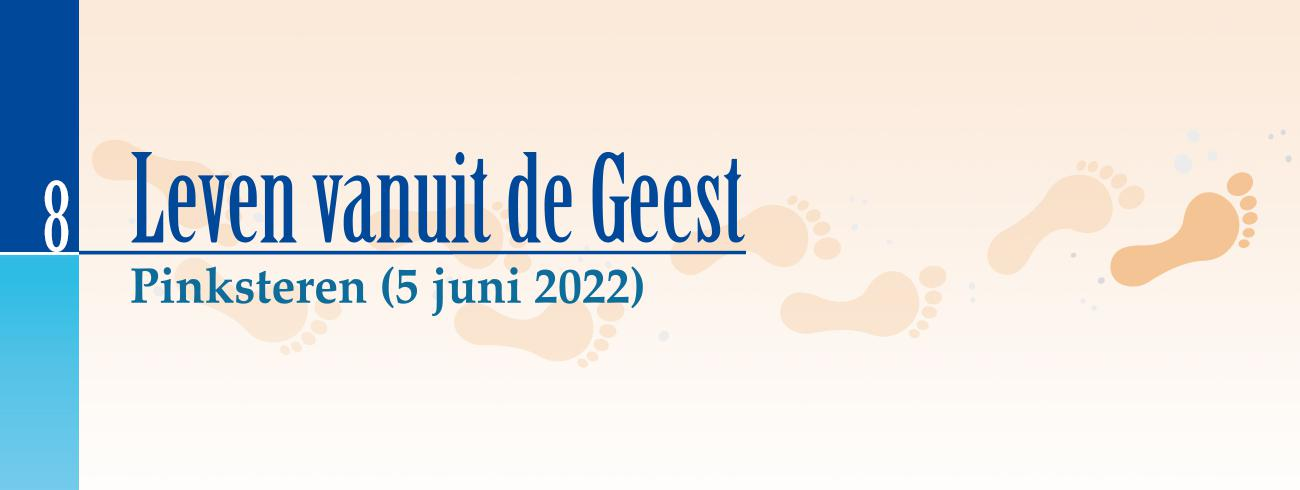 8
Leven vanuit de Geest
Pinksteren (5 juni 2022)